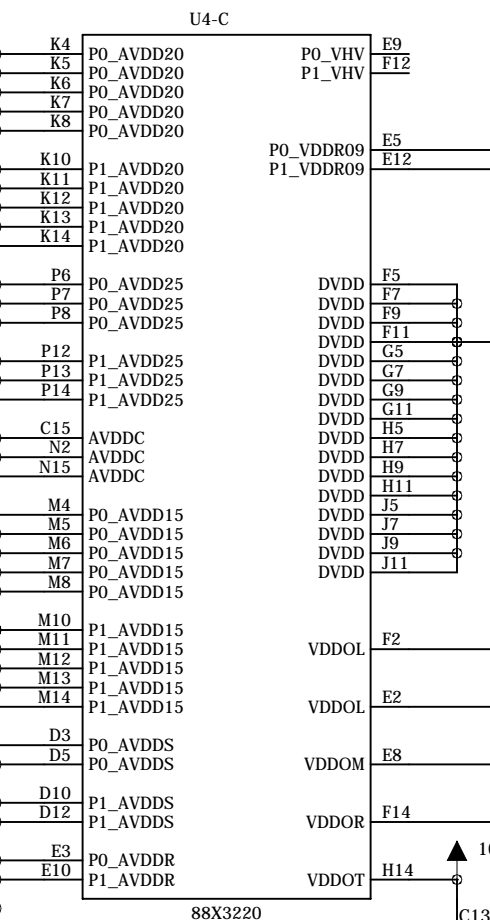 U4-C
K4 P0_AVDD20 P0_VHV E9
K5 P0_AVDD20 P1_VHV F12
K6 P0_AVDD20
K7 P0_AVDD20
K8 P0_AVDD20
P0_VDDR09 E5
K10 P1_AVDD20 P1_VDDR09 E12
K11 P1_AVDD20
K12 P1_AVDD20
K13 P1_AVDD20
K14 P1_AVDD20
P6 P0_AVDD25 DVDD F5
P7 P0_AVDD25 DVDD F7
P8 P0_AVDD25 DVDD F9
DVDD F11
P12 P1_AVDD25 DVDD G5
P13 P1_AVDD25 DVDD G7
P14 P1_AVDD25 DVDD G9
DVDD G11
C15 AVDDC DVDD H5
N2 AVDDC DVDD H7
N15 AVDDC DVDD H9
DVDD H11
M4 P0_AVDD15 DVDD J5
M5 P0_AVDD15 DVDD J7
M6 P0_AVDD15 DVDD J9
M7 P0_AVDD15 DVDD J11
M8 P0_AVDD15
M10 P1_AVDD15
M11 P1_AVDD15 VDDOL F2
M12 P1_AVDD15
M13 P1_AVDD15
M14 P1_AVDD15 VDDOL E2
D3 P0_AVDDS
D5 P0_AVDDS VDDOM E8
D10 P1_AVDDS
D12 P1_AVDDS VDDOR F14
E3 P0_AVDDR
E10 P1_AVDDR VDDOT H14
88X3220 C13